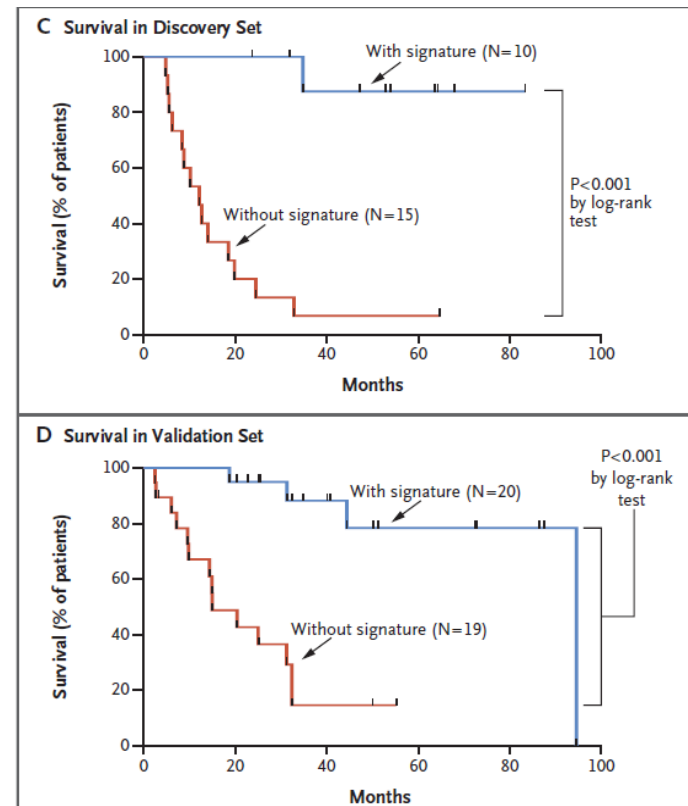 C Survival in Discovery Set
With signature (N=10)
Without signature (N=15)
P<0.001
by log-rank
test
Survival (% of patients)
100
80
60
40
20
0
0 20 40 60 80 100
Months
D Survival in Validation Set
P<0.001
by log-rank
test
With signature (N=20)
Without signature (N=19)
Survival (% of patients)
100
80
60
40
20
0
0 20 40 60 80 100
Months